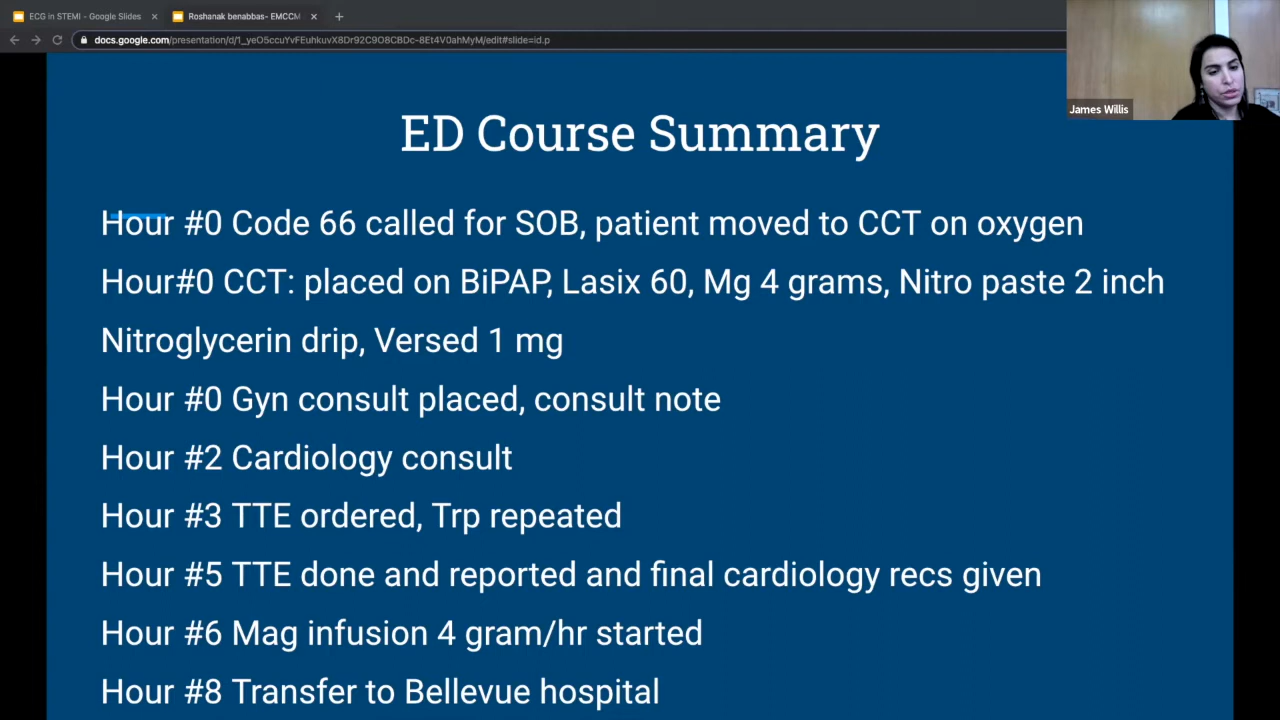 ECG in STEMI - Google Slides
Roshanak benabbas- EMCCM
docs.google.com/presentation/d/1_yeO5ccuYvFEuhkuvX8Dr92C9O8CBDc-8Et4V0ahMyM/edit#slide=id.p
James Willis
ED Course Summary
Hour #0 Code 66 called for SOB, patient moved to CCT on oxygen
Hour#0 CCT: placed on BiPAP, Lasix 60, Mg 4 grams, Nitro paste 2 inch
Nitroglycerin drip, Versed 1 mg
Hour #0 Gyn consult placed, consult note
Hour #2 Cardiology consult
Hour #3 TTE ordered, Trp repeated
Hour #5 TTE done and reported and final cardiology recs given
Hour #6 Mag infusion 4 gram/hr started
Hour #8 Transfer to Bellevue hospital